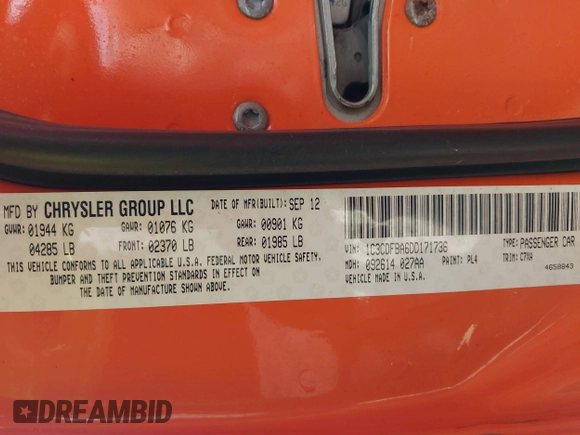 MFD BY CHRYSLER GROUP LLC DATE OF MFR(BUILT): SEP 12
GVWR: 01944 KG GAWR: 01076 KG GAWR: 00901 KG
04285 LB FRONT: 02370 LB REAR: 01985 LB
THIS VEHICLE CONFORMS TO ALL APPLICABLE U.S.A. FEDERAL MOTOR VEHICLE SAFETY,
BUMPER AND THEFT PREVENTION STANDARDS IN EFFECT ON
THE DATE OF MANUFACTURE SHOWN ABOVE.
VIN: 1C3CDFBA6DD171736 TYPE: PASSENGER CAR
MDH: 092614 027AA PAINT: PL4 TRIM: C7XA
VEHICLE MADE IN U.S.A. 4658843
DREAMBID